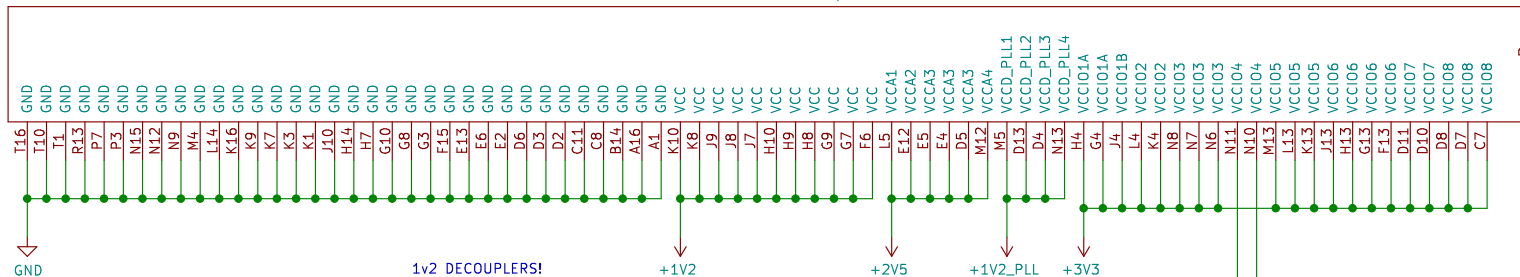 GND GND GND GND GND GND GND GND GND GND GND GND GND GND GND GND GND GND GND GND GND GND GND GND GND GND GND GND GND GND GND GND GND GND VCC VCC VCC VCC VCC VCC VCC VCC VCC VCC VCC VCCA1 VCCA2 VCCA3 VCCA3 VCCA3 VCCA4 VCCD_PLL1 VCCD_PLL2 VCCD_PLL3 VCCD_PLL4 VCCIO1A VCCIO1A VCCIO1B VCCIO2 VCCIO2 VCCIO3 VCCIO3 VCCIO3 VCCIO4 VCCIO4 VCCIO5 VCCIO5 VCCIO5 VCCIO6 VCCIO6 VCCIO6 VCCIO6 VCCIO7 VCCIO7 VCCIO8 VCCIO8 VCCIO8
T16 T10 T1 R13 P7 P3 N15 N12 N9 M4 L14 K16 K9 K7 K3 K1 J10 H14 H7 G10 G8 G3 F15 E13 E6 E2 D6 D3 D2 C11 C8 B14 A16 A1 K10 K8 J9 J8 J7 H10 H9 H8 G9 G7 F6 L5 E12 E5 E4 D5 M12 M5 D13 D4 N13 H4 G4 J4 L4 K4 N8 N7 N6 N11 N10 M13 L13 K13 J13 H13 G13 F13 D11 D10 D8 D7 C7
GND 1v2 DECOUPLERS! +1V2 +2V5 +1V2_PLL +3V3